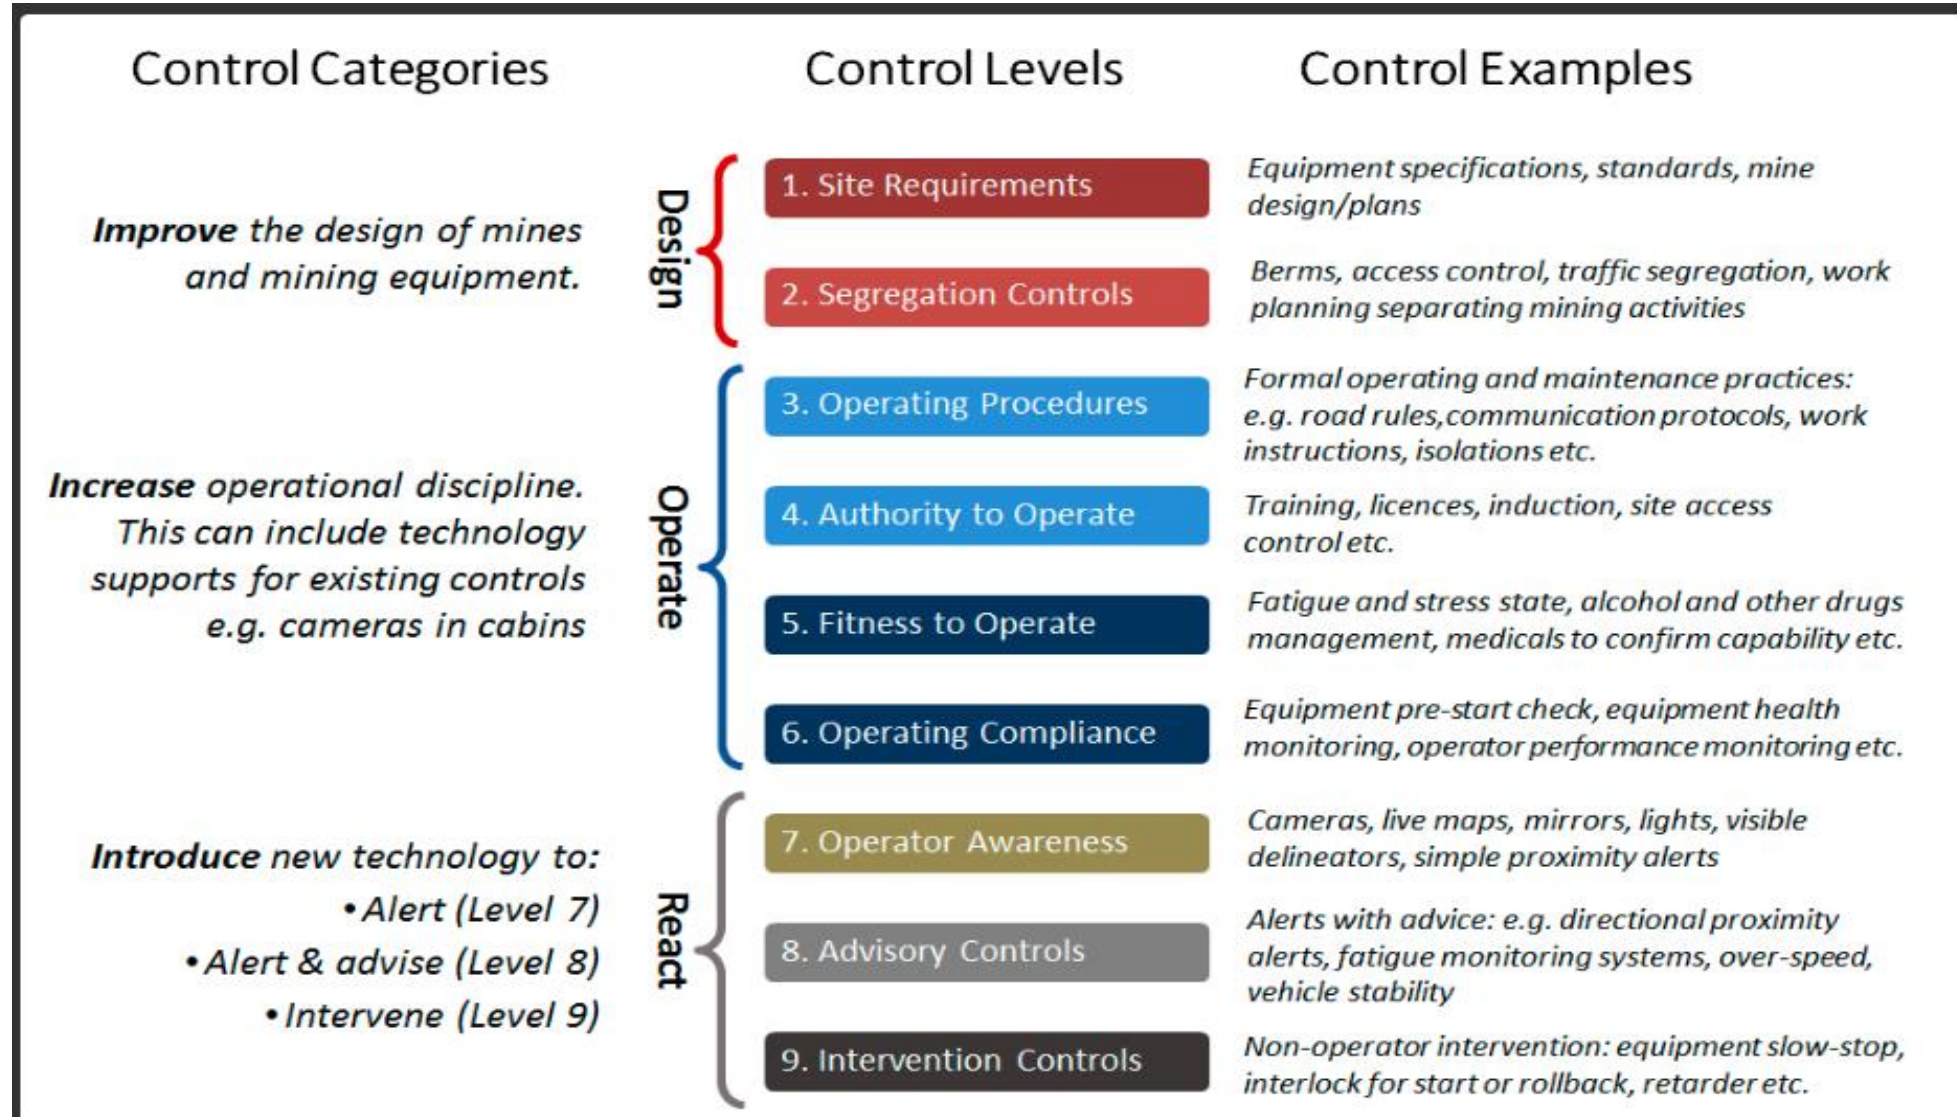 Control Categories
Control Levels
Control Examples
Improve the design of mines
and mining equipment.
Design
1. Site Requirements
Equipment specifications, standards, mine
design/plans
2. Segregation Controls
Berms, access control, traffic segregation, work
planning separating mining activities
Increase operational discipline.
This can include technology
supports for existing controls
e.g. cameras in cabins
Operate
3. Operating Procedures
Formal operating and maintenance practices:
e.g. road rules,communication protocols, work
instructions, isolations etc.
4. Authority to Operate
Training, licences, induction, site access
control etc.
5. Fitness to Operate
Fatigue and stress state, alcohol and other drugs
management, medicals to confirm capability etc.
6. Operating Compliance
Equipment pre-start check, equipment health
monitoring, operator performance monitoring etc.
Introduce new technology to:
•Alert (Level 7)
•Alert & advise (Level 8)
•Intervene (Level 9)
React
7. Operator Awareness
Cameras, live maps, mirrors, lights, visible
delineators, simple proximity alerts
8. Advisory Controls
Alerts with advice: e.g. directional proximity
alerts, fatigue monitoring systems, over-speed,
vehicle stability
9. Intervention Controls
Non-operator intervention: equipment slow-stop,
interlock for start or rollback, retarder etc.